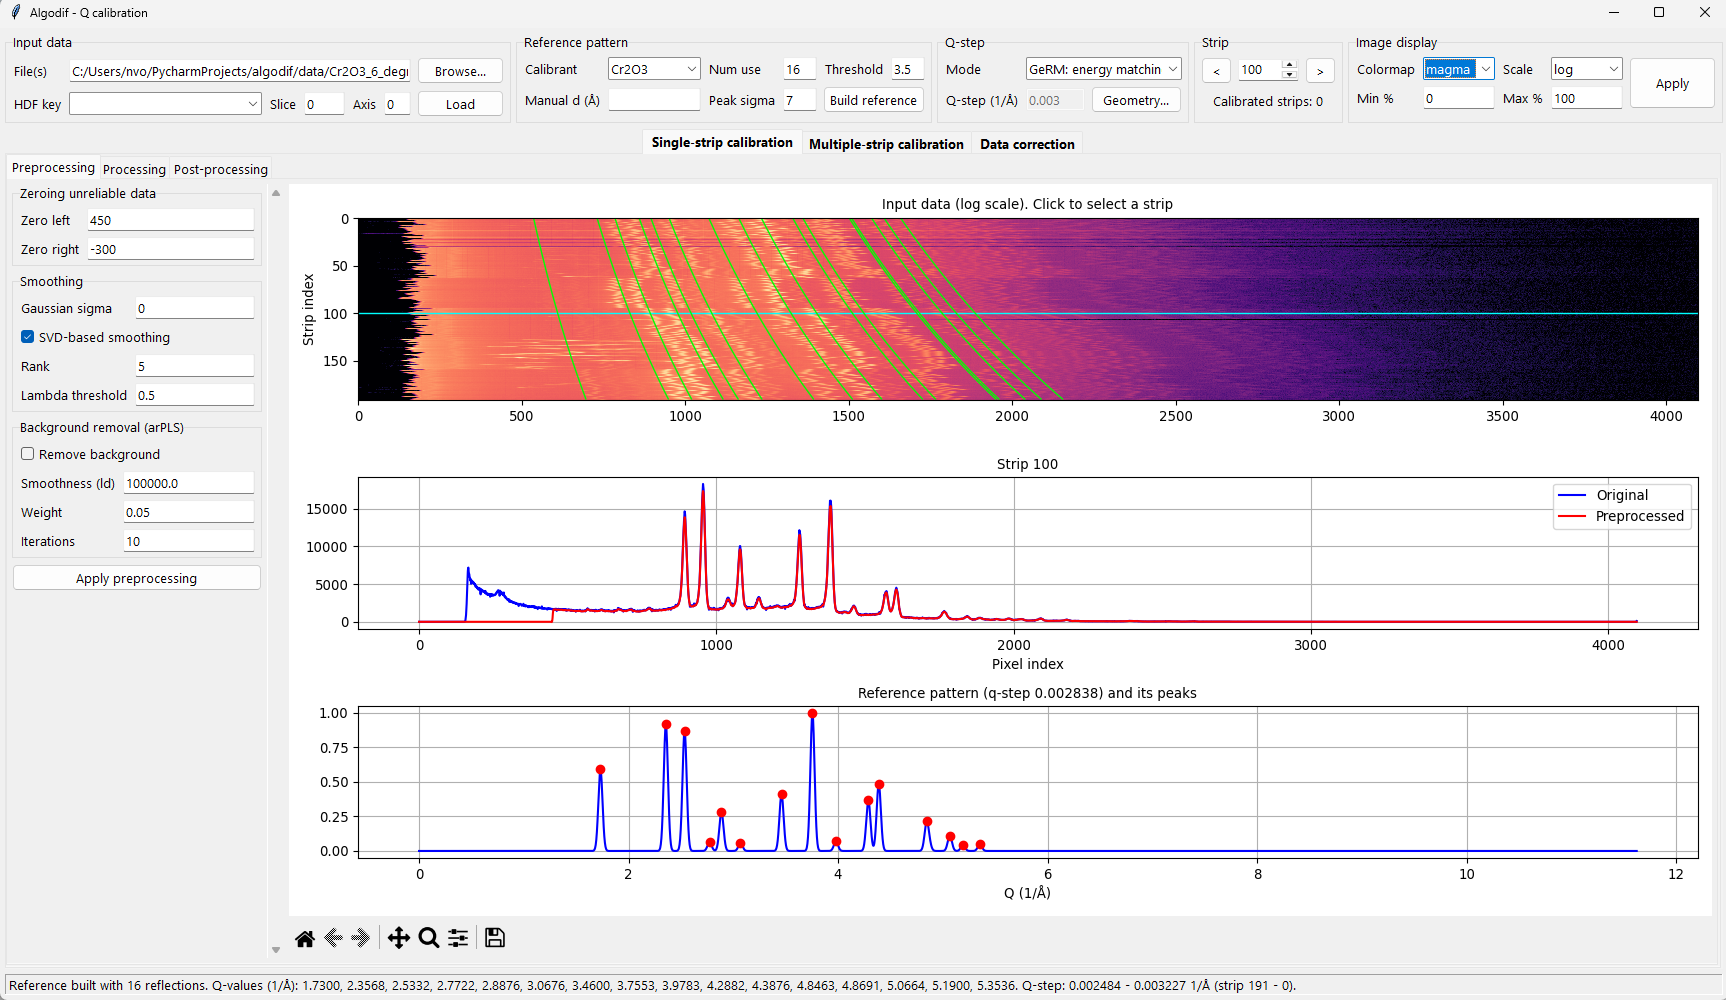 Algodif - Q calibration
Input data
File(s) C:/Users/nvo/PycharmProjects/algodif/data/Cr2O3_6_degr Browse...
HDF key Slice 0 Axis 0 Load
Reference pattern
Calibrant Cr2O3 Num use 16 Threshold 3.5
Manual d (Å) Peak sigma 7 Build reference
Q-step
Mode GeRM: energy matchin
Q-step (1/Å) 0.003 Geometry...
Strip
< 100 >
Calibrated strips: 0
Image display
Colormap magma Scale log
Min % 0 Max % 100
Apply
Single-strip calibration Multiple-strip calibration Data correction
Preprocessing Processing Post-processing
Zeroing unreliable data
Zero left 450
Zero right -300
Smoothing
Gaussian sigma 0
SVD-based smoothing
Rank 5
Lambda threshold 0.5
Background removal (arPLS)
Remove background
Smoothness (ld) 100000.0
Weight 0.05
Iterations 10
Apply preprocessing
Input data (log scale). Click to select a strip
Strip index
0
50
100
150
0 500 1000 1500 2000 2500 3000 3500 4000
Strip 100
Original
Preprocessed
15000
10000
5000
0
0 1000 2000 3000 4000
Pixel index
Reference pattern (q-step 0.002838) and its peaks
1.00
0.75
0.50
0.25
0.00
0 2 4 6 8 10 12
Q (1/Å)
Reference built with 16 reflections. Q-values (1/Å): 1.7300, 2.3568, 2.5332, 2.7722, 2.8876, 3.0676, 3.4600, 3.7553, 3.9783, 4.2882, 4.3876, 4.8463, 4.8691, 5.0664, 5.1900, 5.3536. Q-step: 0.002484 - 0.003227 1/Å (strip 191 - 0).